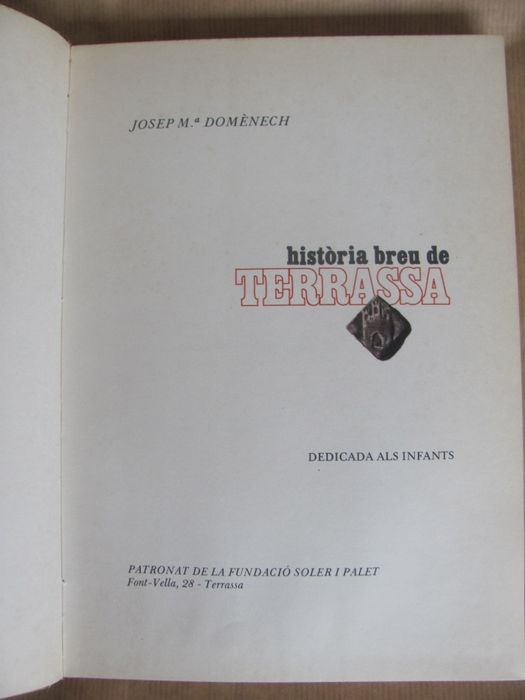 JOSEP M.ª DOMÈNECH
història breu de
TERRASSA
DEDICADA ALS INFANTS
PATRONAT DE LA FUNDACIÓ SOLER I PALET
Font-Vella, 28 - Terrassa